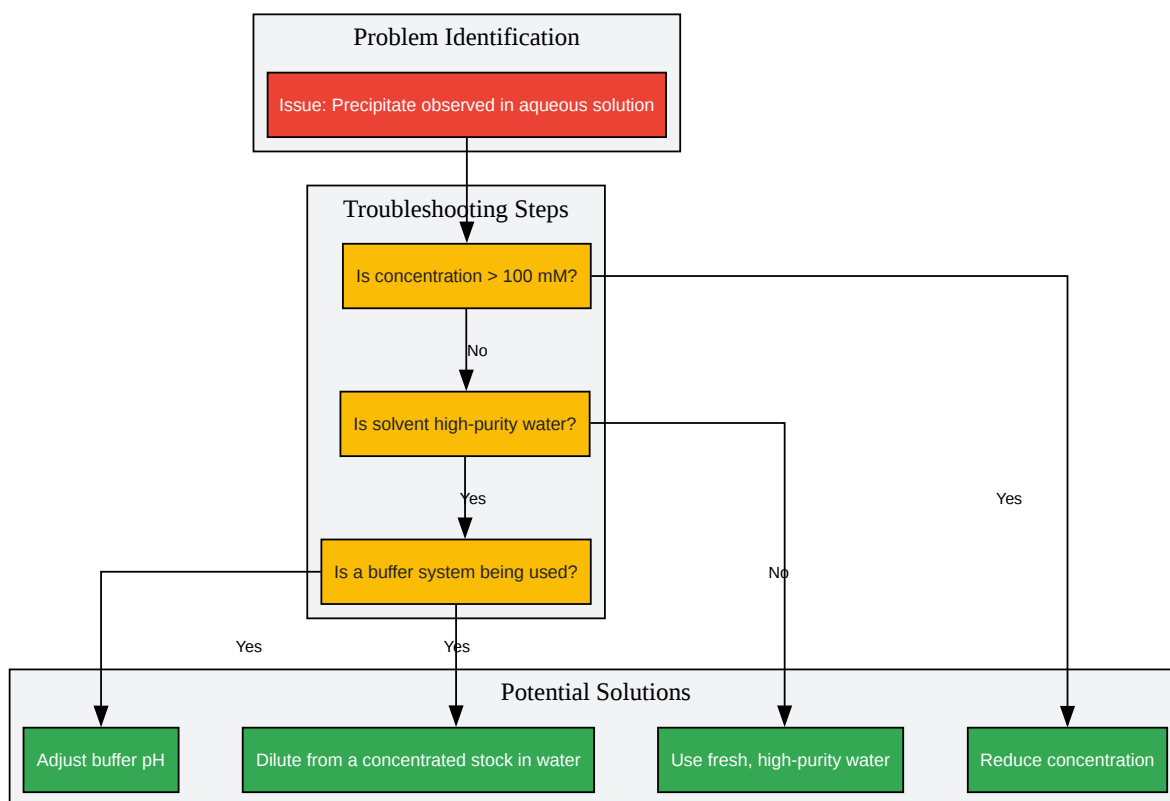 Problem Identification
Issue: Precipitate observed in aqueous solution
Troubleshooting Steps
Is concentration > 100 mM?
No
Is solvent high-purity water?
Yes
Yes
Is a buffer system being used?
No
Yes
Yes
Potential Solutions
Adjust buffer pH
Dilute from a concentrated stock in water
Use fresh, high-purity water
Reduce concentration